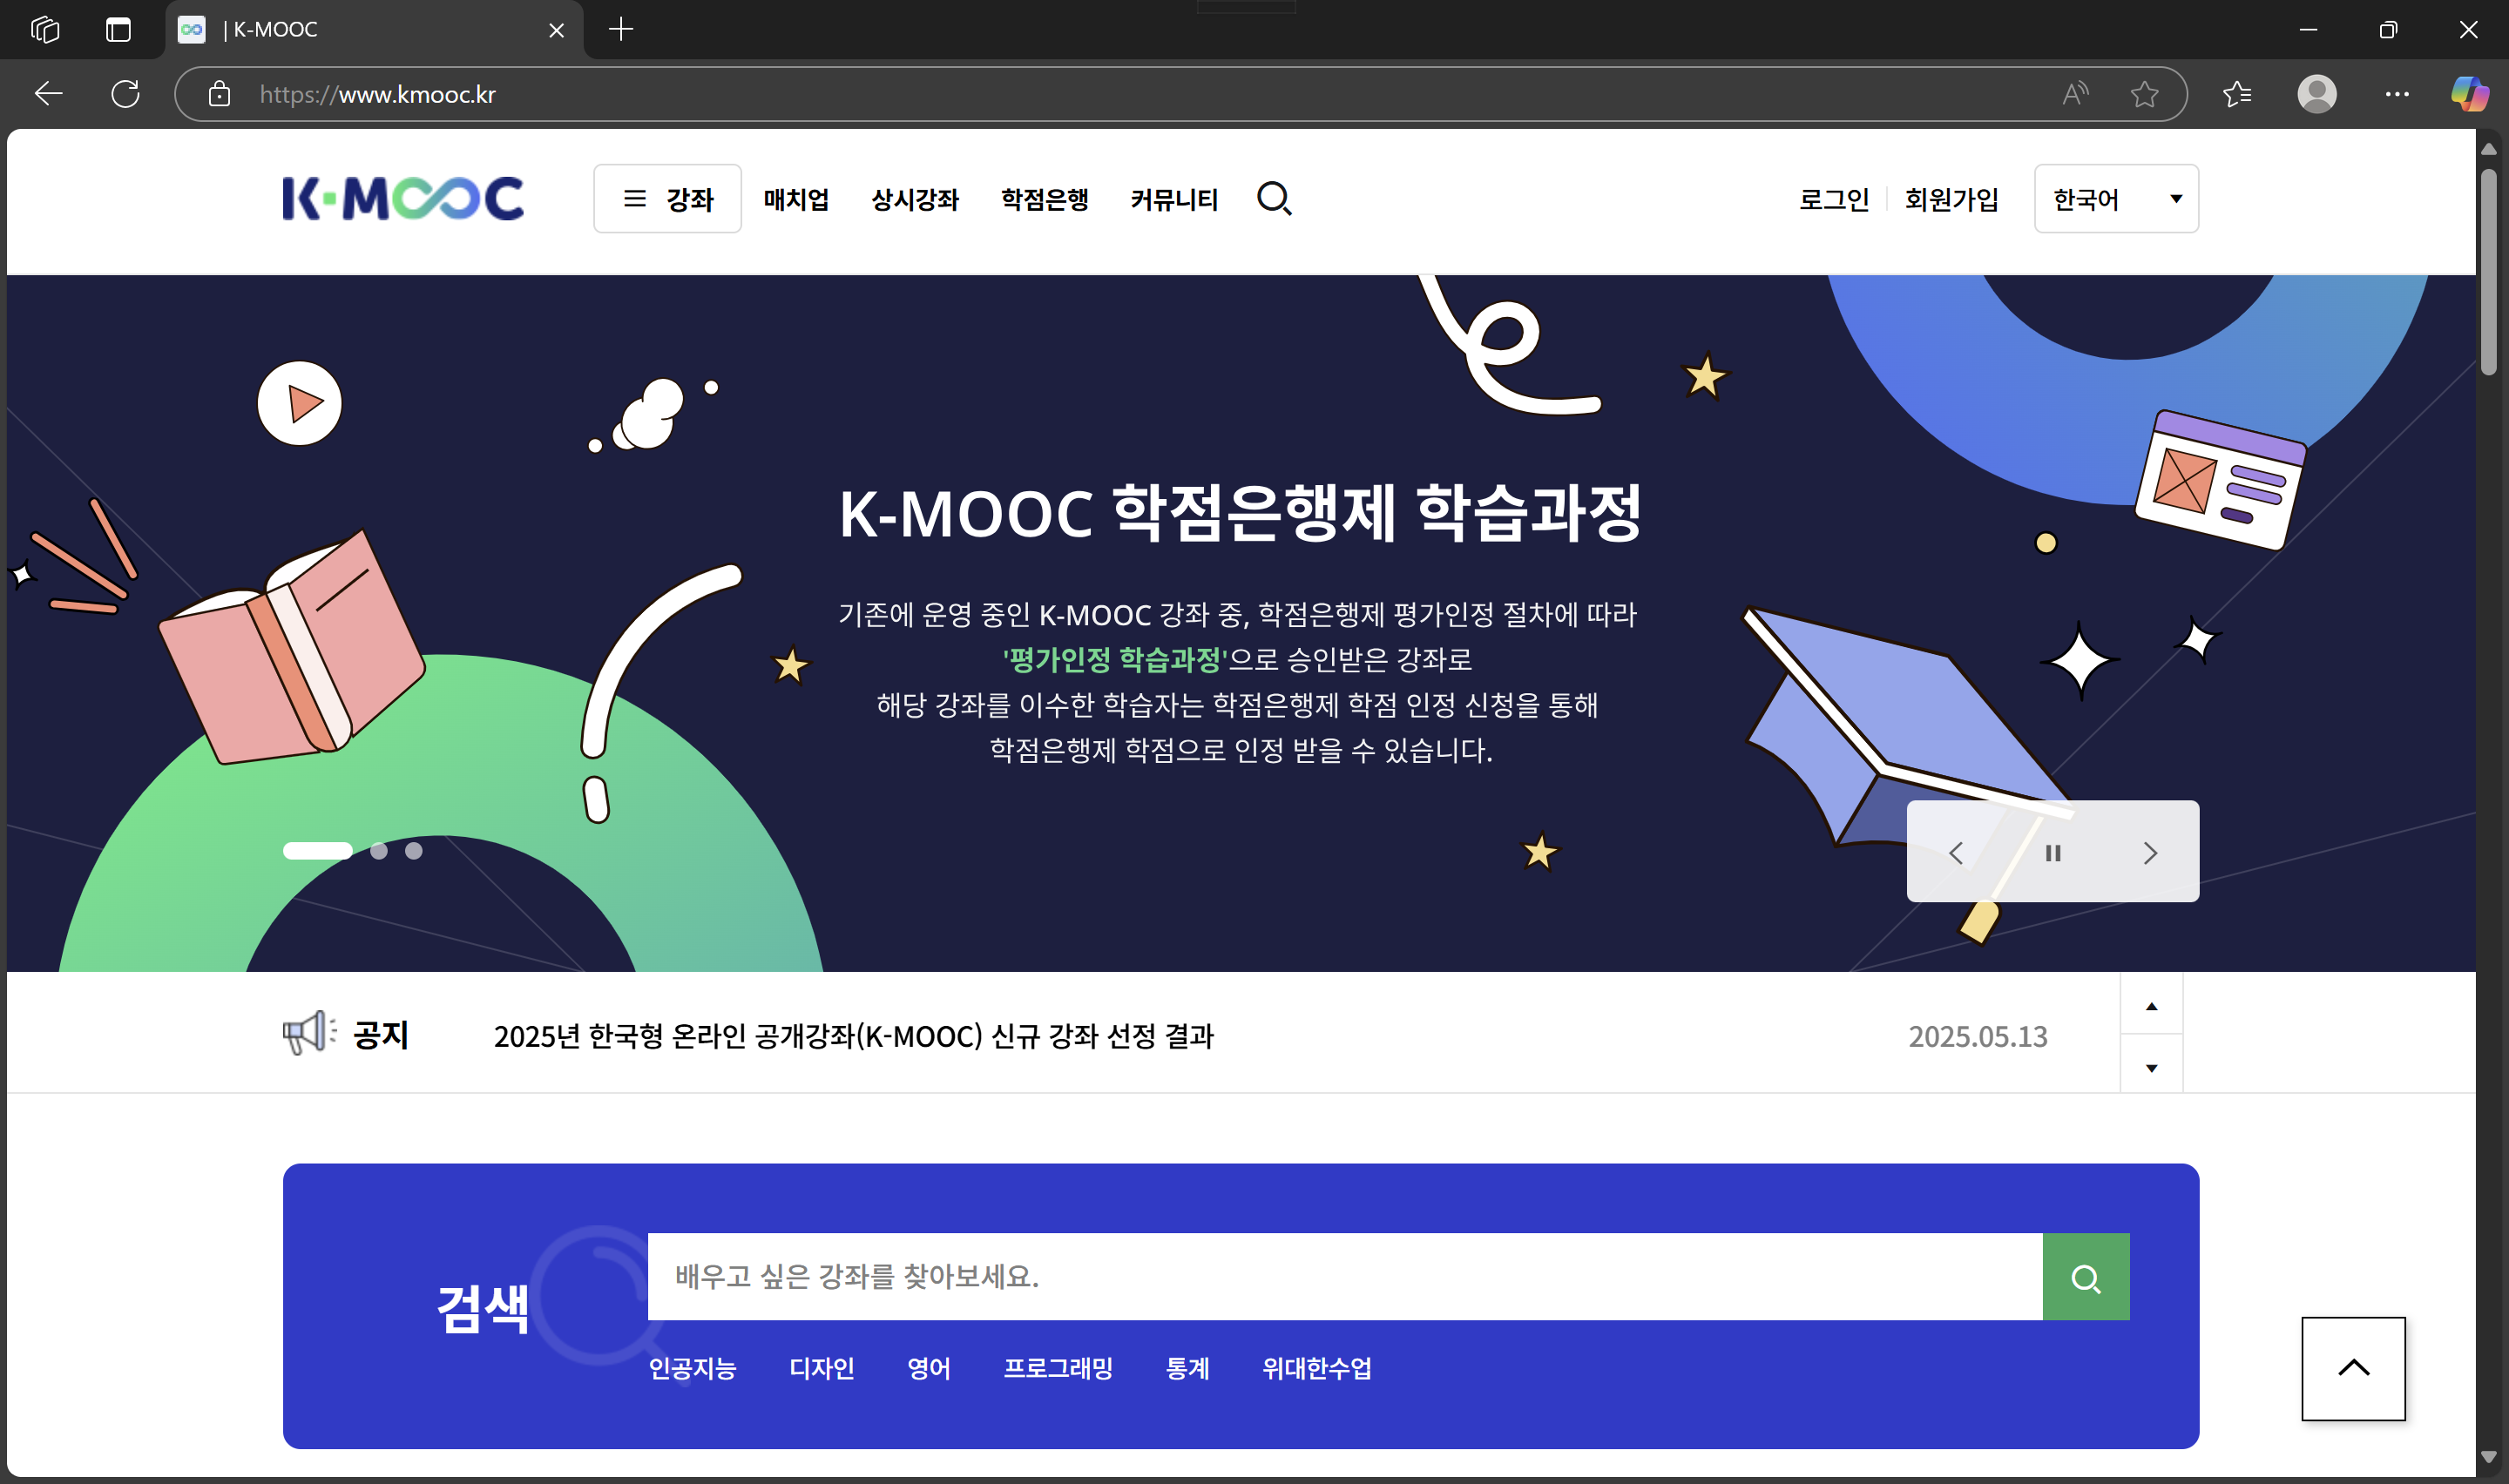 | K-MOOC
https://www.kmooc.kr
K-MOOC
강좌 매치업 상시강좌 학점은행 커뮤니티
로그인 회원가입 한국어
K-MOOC 학점은행제 학습과정
기존에 운영 중인 K-MOOC 강좌 중, 학점은행제 평가인정 절차에 따라
'평가인정 학습과정'으로 승인받은 강좌로
해당 강좌를 이수한 학습자는 학점은행제 학점 인정 신청을 통해
학점은행제 학점으로 인정 받을 수 있습니다.
공지 2025년 한국형 온라인 공개강좌(K-MOOC) 신규 강좌 선정 결과 2025.05.13
검색
배우고 싶은 강좌를 찾아보세요.
인공지능 디자인 영어 프로그래밍 통계 위대한수업